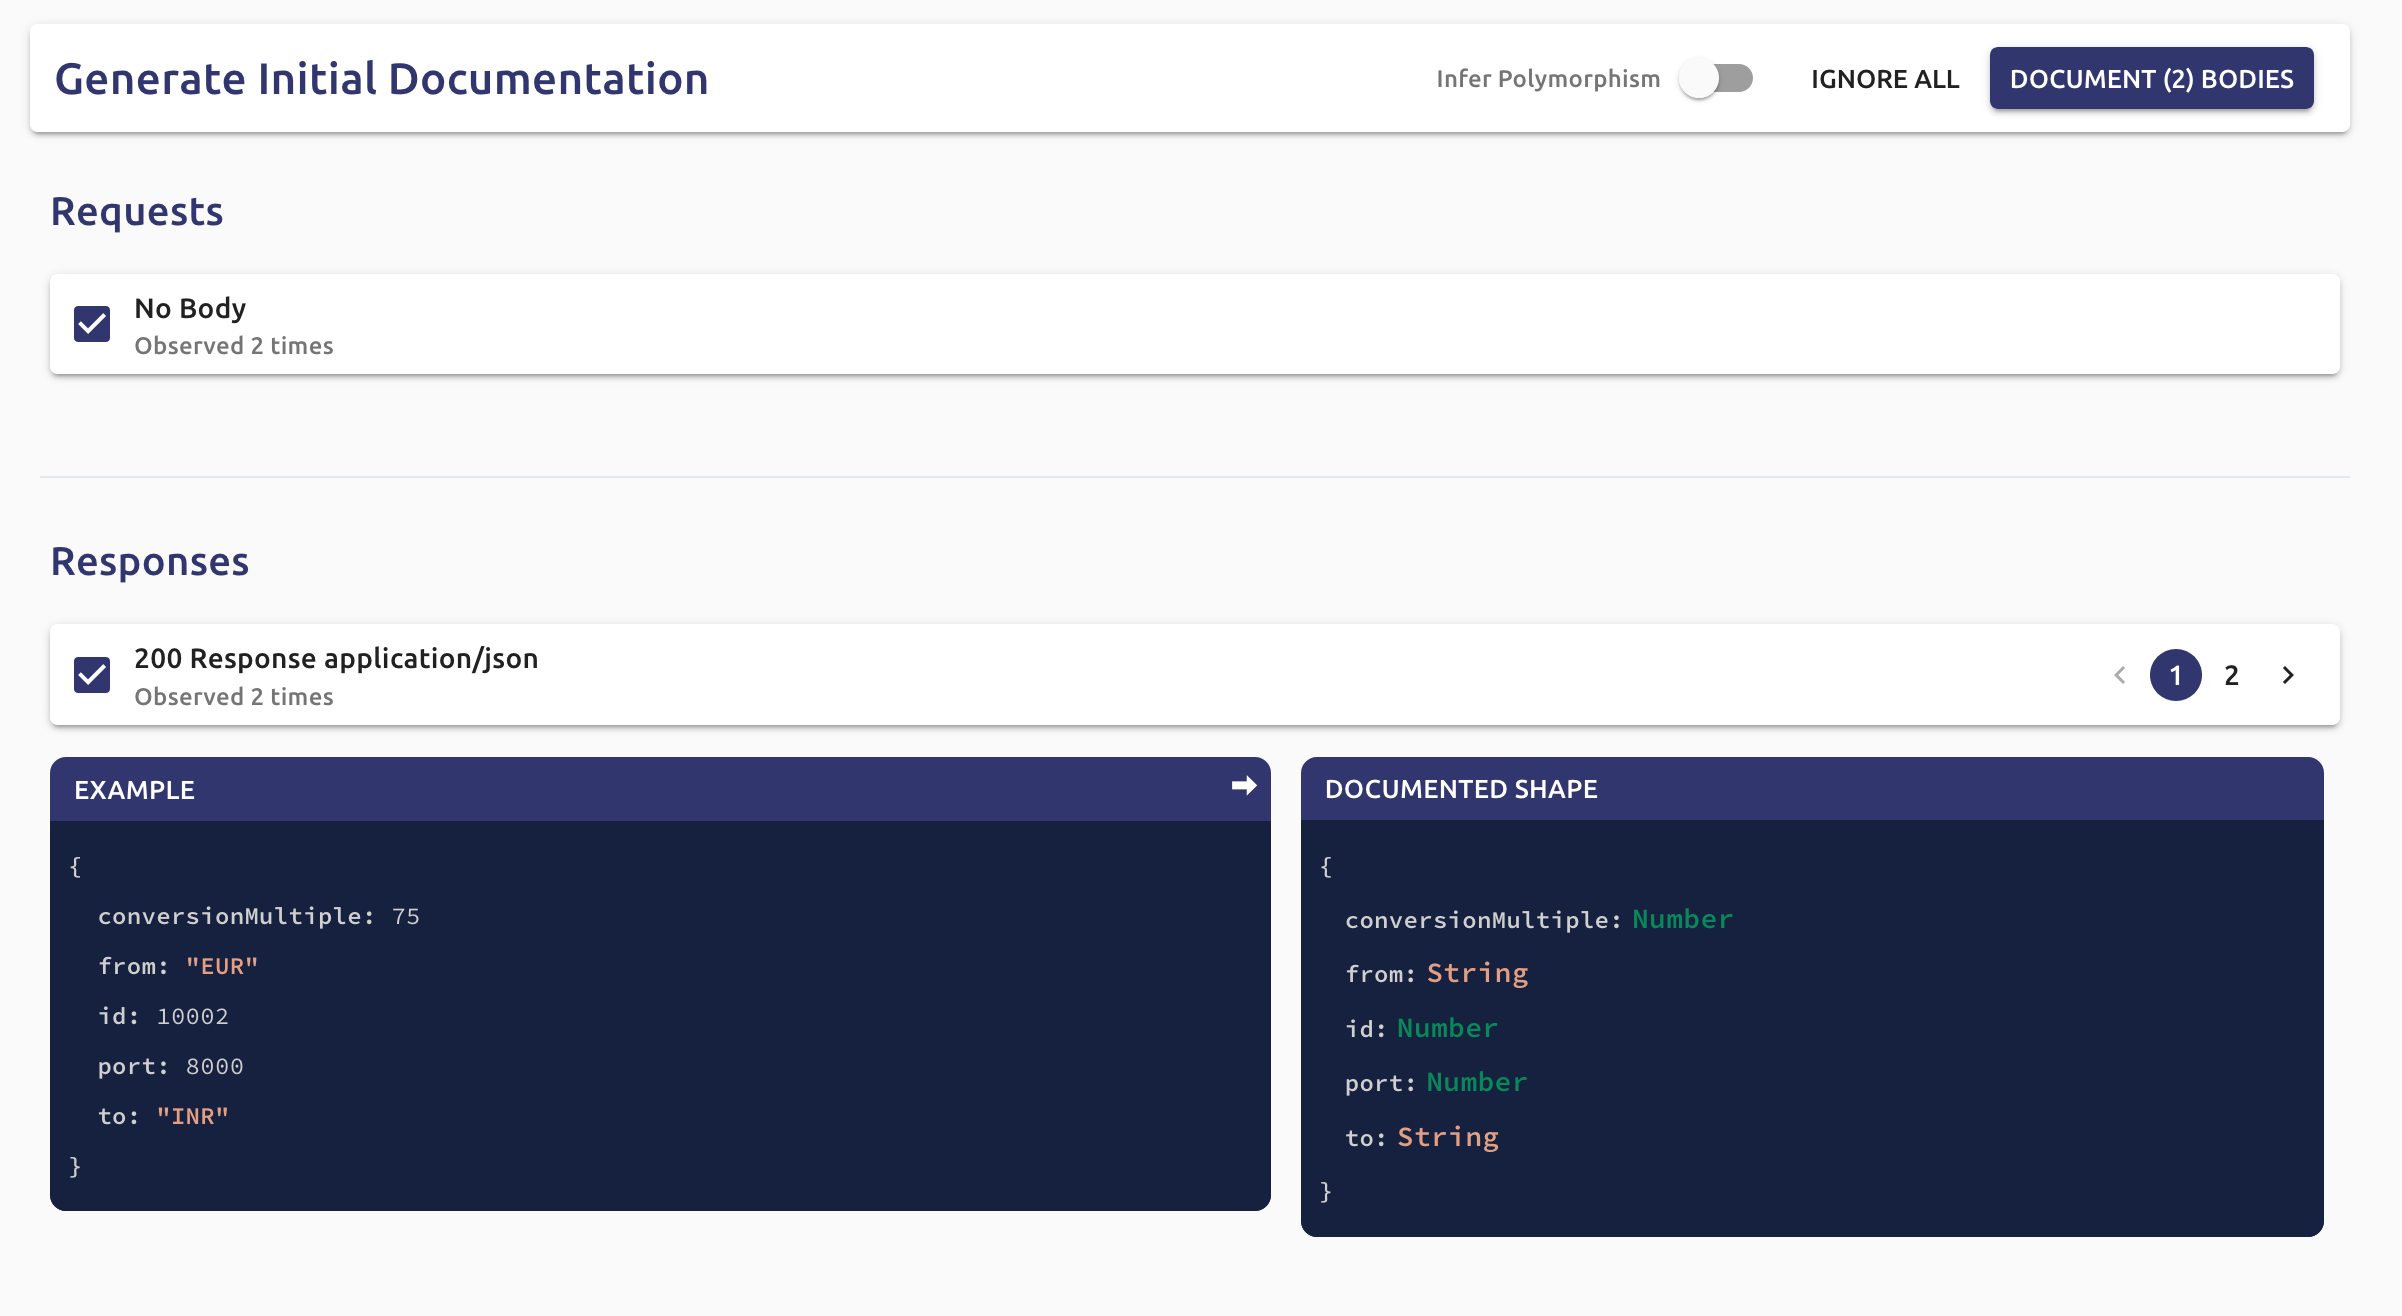 Generate Initial Documentation
Infer Polymorphism
IGNORE ALL
DOCUMENT (2) BODIES
Requests
No Body
Observed 2 times
Responses
200 Response application/json
Observed 2 times
1 2
EXAMPLE
{
conversionMultiple: 75
from: "EUR"
id: 10002
port: 8000
to: "INR"
}
DOCUMENTED SHAPE
{
conversionMultiple: Number
from: String
id: Number
port: Number
to: String
}